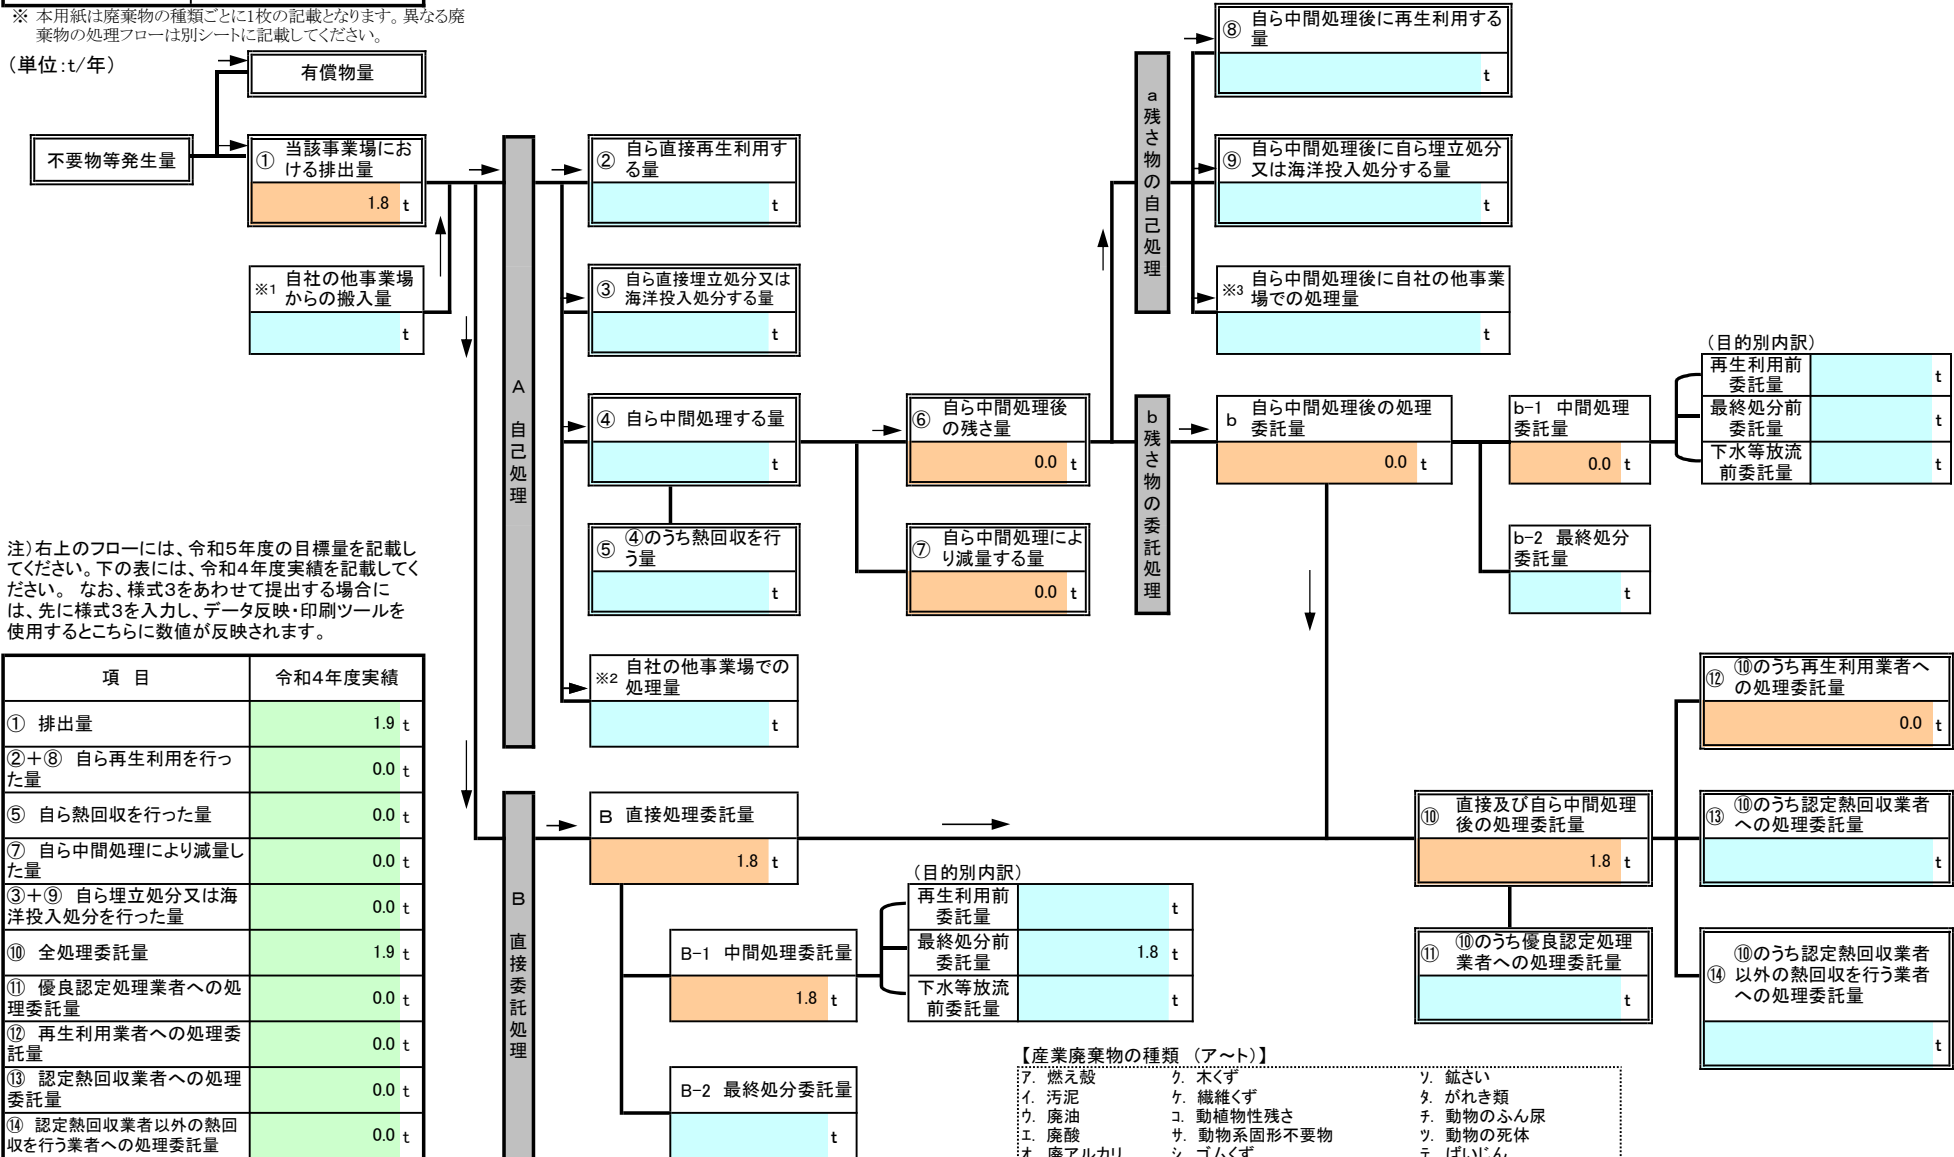 ※ 本用紙は廃棄物の種類ごとに1枚の記載となります。異なる廃
棄物の処理フローは別シートに記載してください。
（単位:t/年）
有償物量
不要物等発生量
① 当該事業場にお
ける排出量
1.8 t
※1 自社の他事業場
からの搬入量
t
A 自己処理
② 自ら直接再生利用す
る量
t
③ 自ら直接埋立処分又は
海洋投入処分する量
t
④ 自ら中間処理する量
t
⑤ ④のうち熱回収を行
う量
t
※2 自社の他事業場での
処理量
t
⑥ 自ら中間処理後
の残さ量
0.0 t
⑦ 自ら中間処理によ
り減量する量
0.0 t
a 残さ物の自己処理
⑧ 自ら中間処理後に再生利用する
量
t
⑨ 自ら中間処理後に自ら埋立処分
又は海洋投入処分する量
t
※3 自ら中間処理後に自社の他事業
場での処理量
t
b 残さ物の委託処理
b 自ら中間処理後の処理
委託量
0.0 t
b-1 中間処理
委託量
0.0 t
（目的別内訳）
再生利用前
委託量
t
最終処分前
委託量
t
下水等放流
前委託量
t
b-2 最終処分
委託量
t
注）右上のフローには、令和5年度の目標量を記載し
てください。下の表には、令和4年度実績を記載してく
ださい。 なお、様式3をあわせて提出する場合に
は、先に様式3を入力し、データ反映・印刷ツールを
使用するとこちらに数値が反映されます。
項 目 令和4年度実績
① 排出量 1.9 t
②＋⑧ 自ら再生利用を行っ
た量 0.0 t
⑤ 自ら熱回収を行った量 0.0 t
⑦ 自ら中間処理により減量し
た量 0.0 t
③＋⑨ 自ら埋立処分又は海
洋投入処分を行った量 0.0 t
⑩ 全処理委託量 1.9 t
⑪ 優良認定処理業者への処
理委託量 0.0 t
⑫ 再生利用業者への処理委
託量 0.0 t
⑬ 認定熱回収業者への処理
委託量 0.0 t
⑭ 認定熱回収業者以外の熱回
収を行う業者への処理委託量 0.0 t
B 直接委託処理
B 直接処理委託量
1.8 t
B-1 中間処理委託量
1.8 t
B-2 最終処分委託量
t
（目的別内訳）
再生利用前
委託量
t
最終処分前
委託量
1.8 t
下水等放流
前委託量
t
⑩ 直接及び自ら中間処理
後の処理委託量
1.8 t
⑪ ⑩のうち優良認定処理
業者への処理委託量
t
⑫ ⑩のうち再生利用業者へ
の処理委託量
0.0 t
⑬ ⑩のうち認定熱回収業者
への処理委託量
t
⑭ ⑩のうち認定熱回収業者
以外の熱回収を行う業者
への処理委託量
t
【産業廃棄物の種類 （ア～ト）】
ア. 燃え殻 ク. 木くず ソ. 鉱さい
イ. 汚泥 ケ. 繊維くず タ. がれき類
ウ. 廃油 コ. 動植物性残さ チ. 動物のふん尿
エ. 廃酸 サ. 動物系固形不要物 ツ. 動物の死体
オ. 廃アルカリ シ. ゴムくず テ. ばいじん